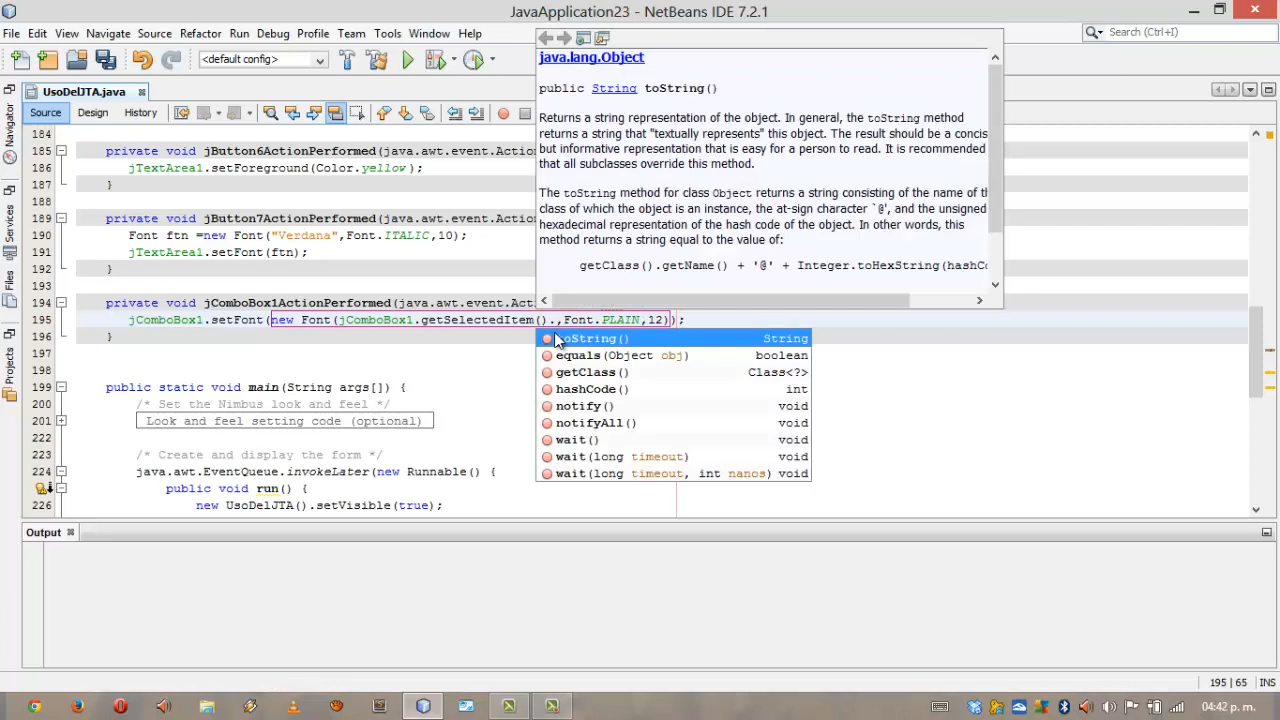 JavaApplication23 - NetBeans IDE 7.2.1
File Edit View Navigate Source Refactor Run Debug Profile Team Tools Window Help
Search (Ctrl+I)
<default config>
UsoDelJTA.java
Source Design History
Navigator
Services
Files
Projects
184
185 private void jButton6ActionPerformed(java.awt.event.Action
186 jTextArea1.setForeground(Color.yellow);
187 }
188
189 private void jButton7ActionPerformed(java.awt.event.Action
190 Font ftn =new Font("Verdana",Font.ITALIC,10);
191 jTextArea1.setFont(ftn);
192 }
193
194 private void jComboBox1ActionPerformed(java.awt.event.Act
195 jComboBox1.setFont(new Font(jComboBox1.getSelectedItem().,Font.PLAIN,12));
196 }
197
198
199 public static void main(String args[]) {
200 /* Set the Nimbus look and feel */
201 Look and feel setting code (optional)
222
223 /* Create and display the form */
224 java.awt.EventQueue.invokeLater(new Runnable() {
public void run() {
226 new UsoDelJTA().setVisible(true);
java.lang.Object
public String toString()
Returns a string representation of the object. In general, the toString method
returns a string that "textually represents" this object. The result should be a concis
but informative representation that is easy for a person to read. It is recommended
that all subclasses override this method.
The toString method for class Object returns a string consisting of the name of th
class of which the object is an instance, the at-sign character `@', and the unsigned
hexadecimal representation of the hash code of the object. In other words, this
method returns a string equal to the value of:
getClass().getName() + '@' + Integer.toHexString(hashCo
toString() String
equals(Object obj) boolean
getClass() Class<?>
hashCode() int
notify() void
notifyAll() void
wait() void
wait(long timeout) void
wait(long timeout, int nanos) void
Output
195 | 65 INS
04:42 p. m.